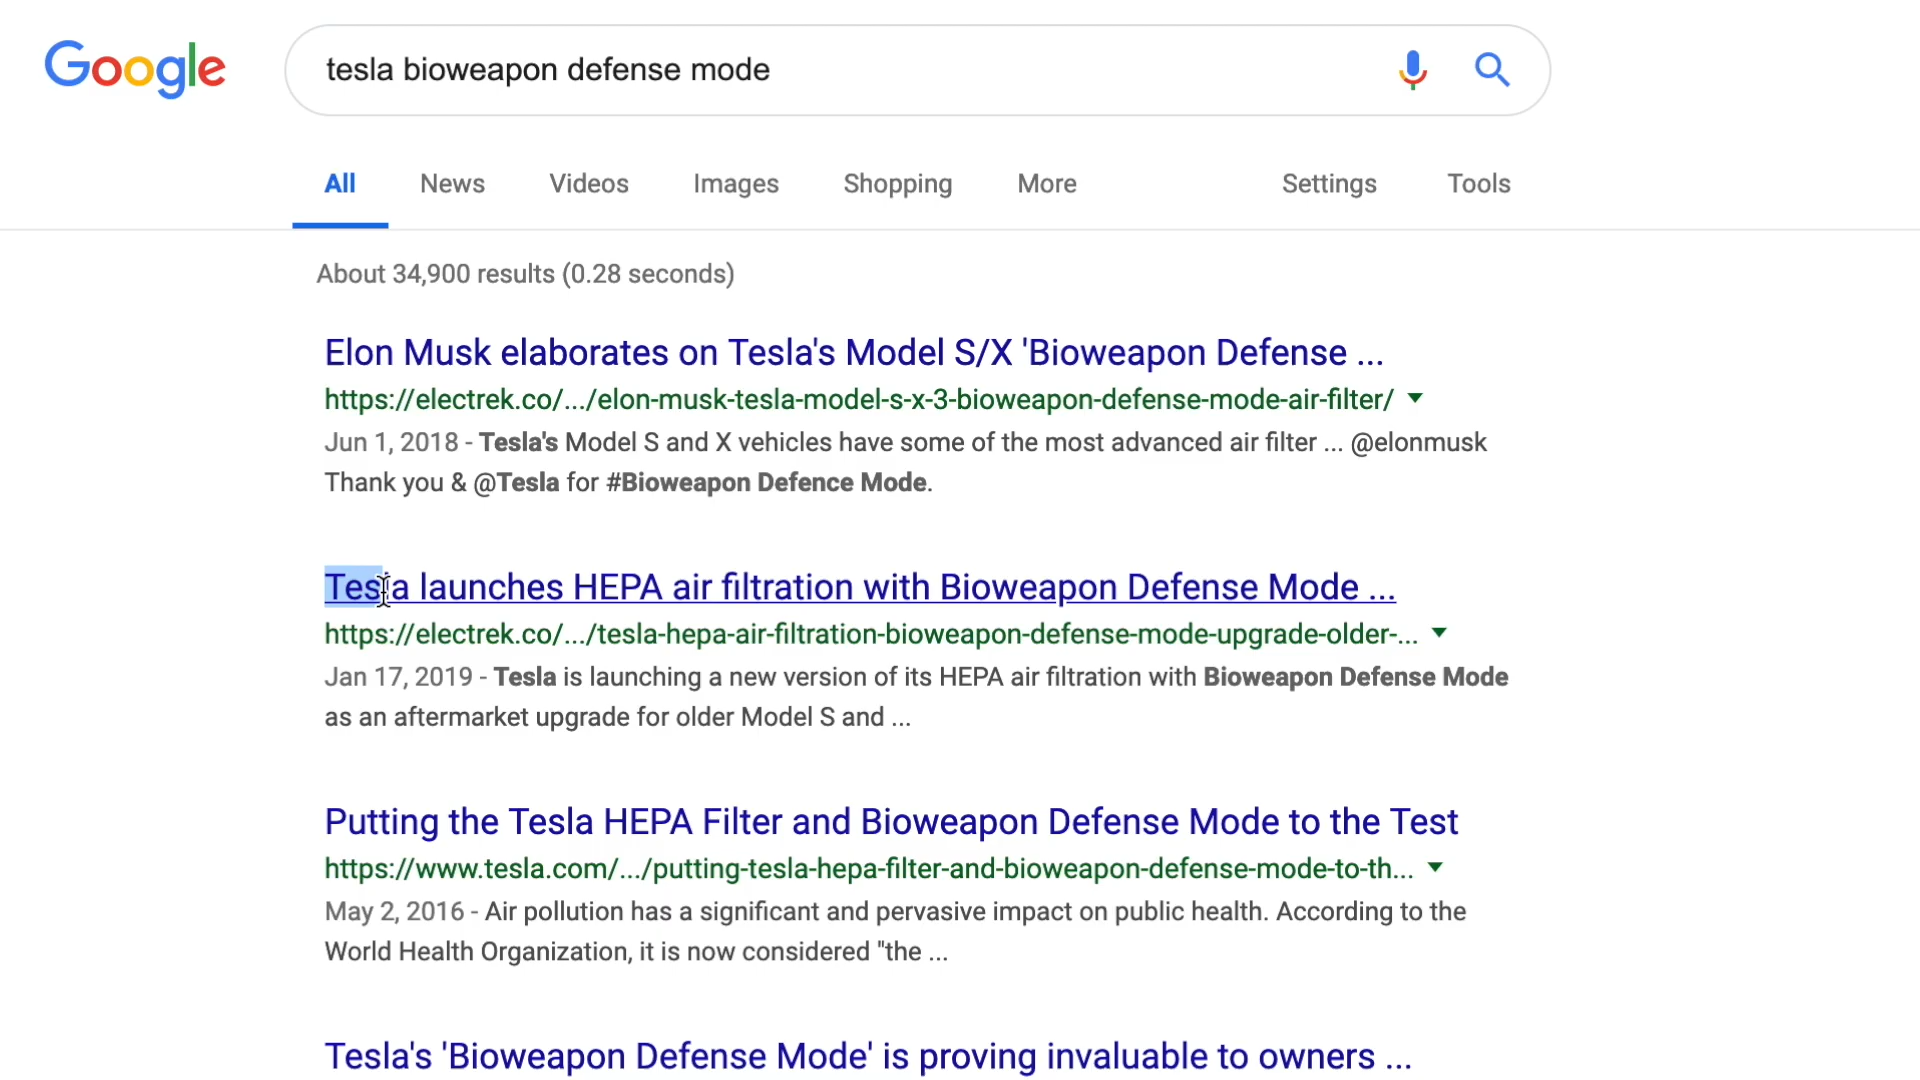 Google
tesla bioweapon defense mode
All News Videos Images Shopping More Settings Tools
About 34,900 results (0.28 seconds)
Elon Musk elaborates on Tesla's Model S/X 'Bioweapon Defense ...
https://electrek.co/.../elon-musk-tesla-model-s-x-3-bioweapon-defense-mode-air-filter/
Jun 1, 2018 - Tesla's Model S and X vehicles have some of the most advanced air filter ... @elonmusk
Thank you & @Tesla for #Bioweapon Defence Mode.
Tesla launches HEPA air filtration with Bioweapon Defense Mode ...
https://electrek.co/.../tesla-hepa-air-filtration-bioweapon-defense-mode-upgrade-older-...
Jan 17, 2019 - Tesla is launching a new version of its HEPA air filtration with Bioweapon Defense Mode
as an aftermarket upgrade for older Model S and ...
Putting the Tesla HEPA Filter and Bioweapon Defense Mode to the Test
https://www.tesla.com/.../putting-tesla-hepa-filter-and-bioweapon-defense-mode-to-th...
May 2, 2016 - Air pollution has a significant and pervasive impact on public health. According to the
World Health Organization, it is now considered "the ...
Tesla's 'Bioweapon Defense Mode' is proving invaluable to owners ...